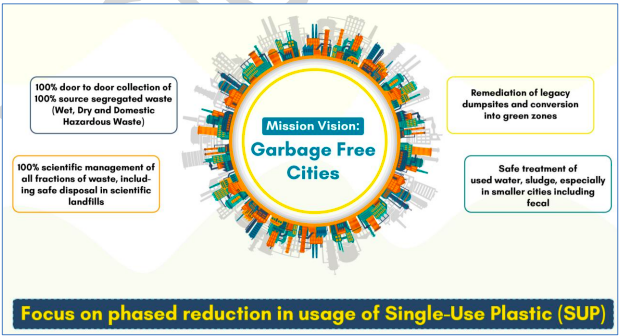 100% door to door collection of
100% source segregated waste
(Wet, Dry and Domestic
Hazardous Waste)
100% scientific management of
all fractions of waste, includ-
ing safe disposal in scientific
landfills
Mission Vision:
Garbage Free
Cities
Remediation of legacy
dumpsites and conversion
into green zones
Safe treatment of
used water, sludge, especially
in smaller cities including
fecal
Focus on phased reduction in usage of Single-Use Plastic (SUP)